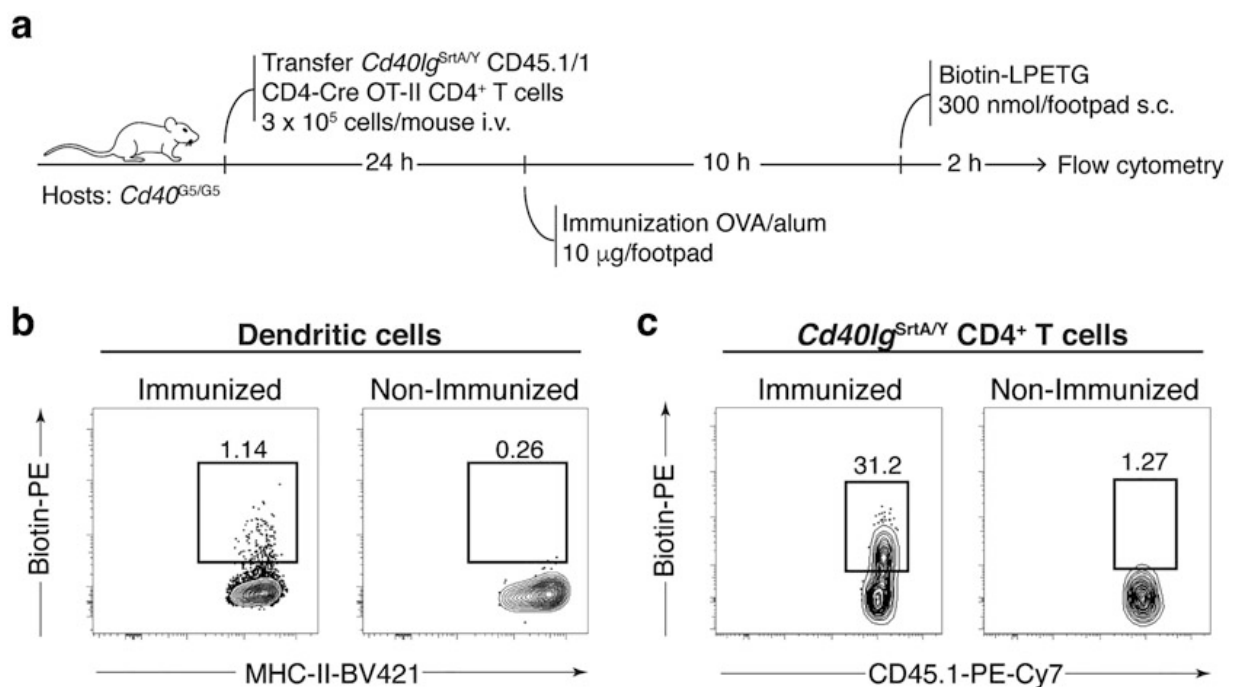 a
Transfer Cd40lgSrtA/Y CD45.1/1
CD4-Cre OT-II CD4+ T cells
3 x 10⁵ cells/mouse i.v.
Biotin-LPETG
300 nmol/footpad s.c.
24 h
10 h
2 h
Flow cytometry
Hosts: Cd40G5/G5
Immunization OVA/alum
10 μg/footpad
b
Dendritic cells
Immunized
Non-Immunized
Biotin-PE
1.14
0.26
MHC-II-BV421
c
Cd40lgSrtA/Y CD4+ T cells
Immunized
Non-Immunized
Biotin-PE
31.2
1.27
CD45.1-PE-Cy7